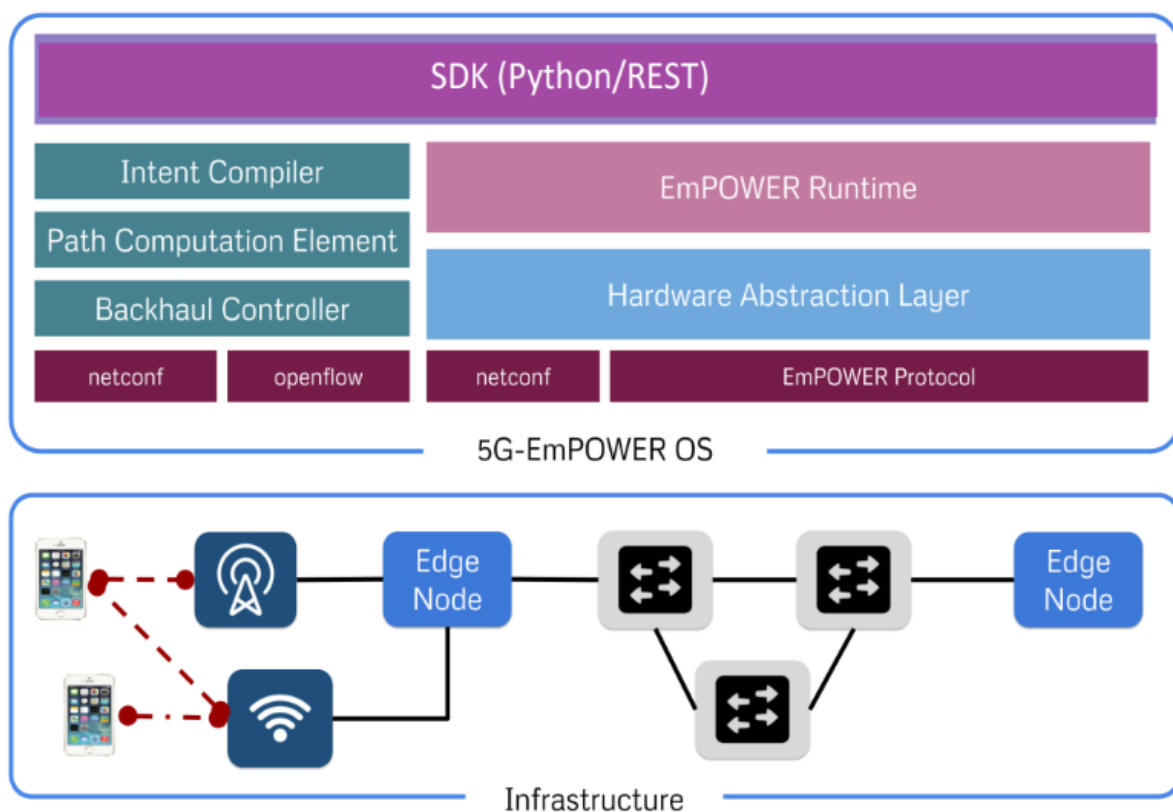 SDK (Python/REST)
Intent Compiler
EmPOWER Runtime
Path Computation Element
Hardware Abstraction Layer
Backhaul Controller
netconf
openflow
netconf
EmPOWER Protocol
5G-EmPOWER OS
Edge
Node
Edge
Node
Infrastructure